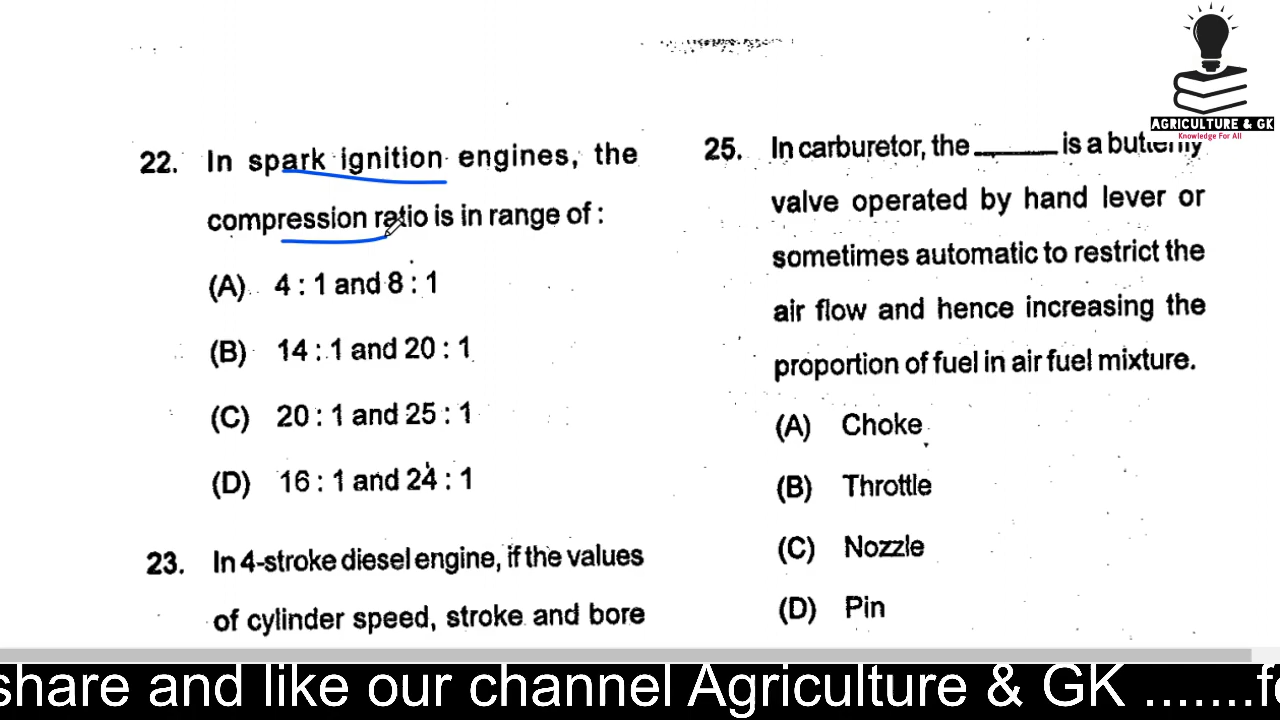 22. In spark ignition engines, the
compression ratio is in range of :
(A) 4 : 1 and 8 : 1
(B) 14 : 1 and 20 : 1
(C) 20 : 1 and 25 : 1
(D) 16 : 1 and 24 : 1
23. In 4-stroke diesel engine, if the values
of cylinder speed, stroke and bore
25. In carburetor, the ______ is a butterfly
valve operated by hand lever or
sometimes automatic to restrict the
air flow and hence increasing the
proportion of fuel in air fuel mixture.
(A) Choke
(B) Throttle
(C) Nozzle
(D) Pin
AGRICULTURE & GK
Knowledge For All
share and like our channel Agriculture & GK ........